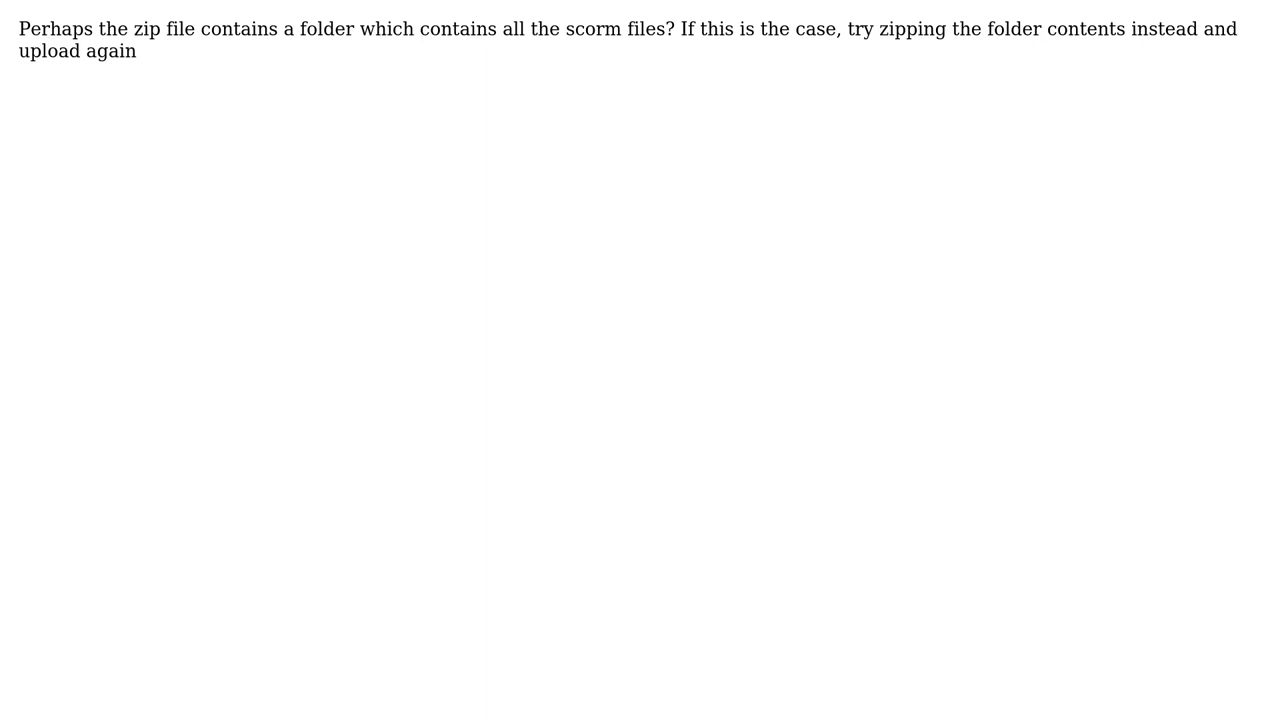 Perhaps the zip file contains a folder which contains all the scorm files? If this is the case, try zipping the folder contents instead and
upload again